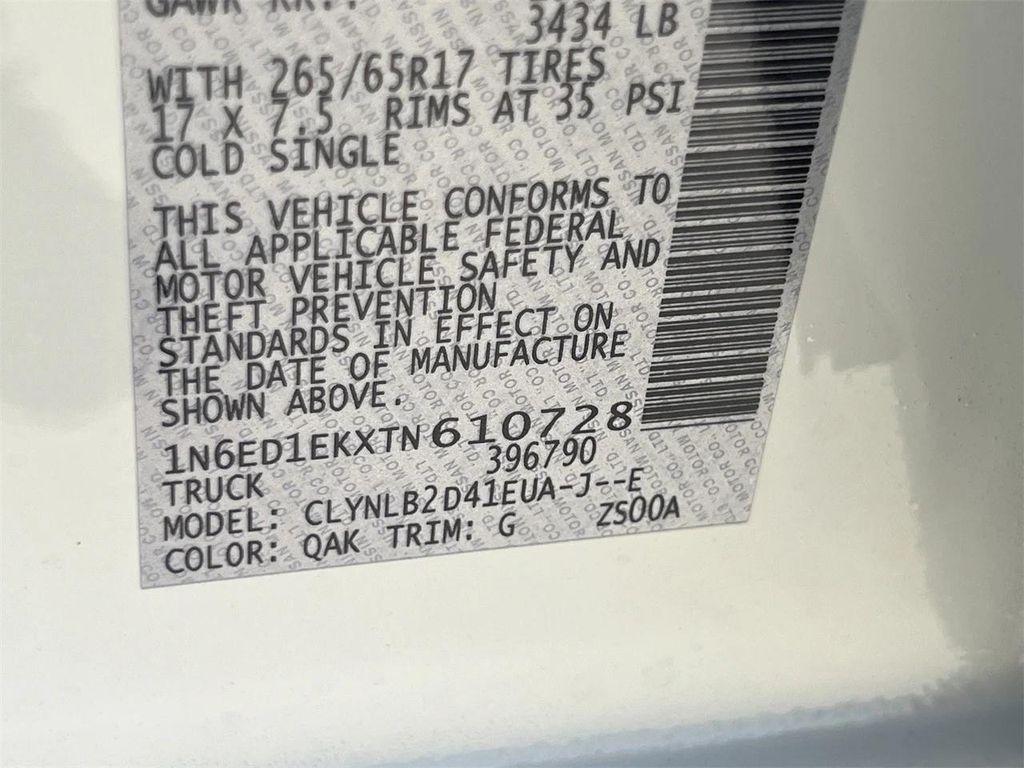 GAWR RR:
3434 LB
WITH 265/65R17 TIRES
17 X 7.5 RIMS AT 35 PSI
COLD SINGLE
THIS VEHICLE CONFORMS TO
ALL APPLICABLE FEDERAL
MOTOR VEHICLE SAFETY AND
THEFT PREVENTION
STANDARDS IN EFFECT ON
THE DATE OF MANUFACTURE
SHOWN ABOVE.
1N6ED1EKXTN610728
TRUCK 396790
MODEL: CLYNLB2D41EUA-J--E
COLOR: QAK TRIM: G ZS00A